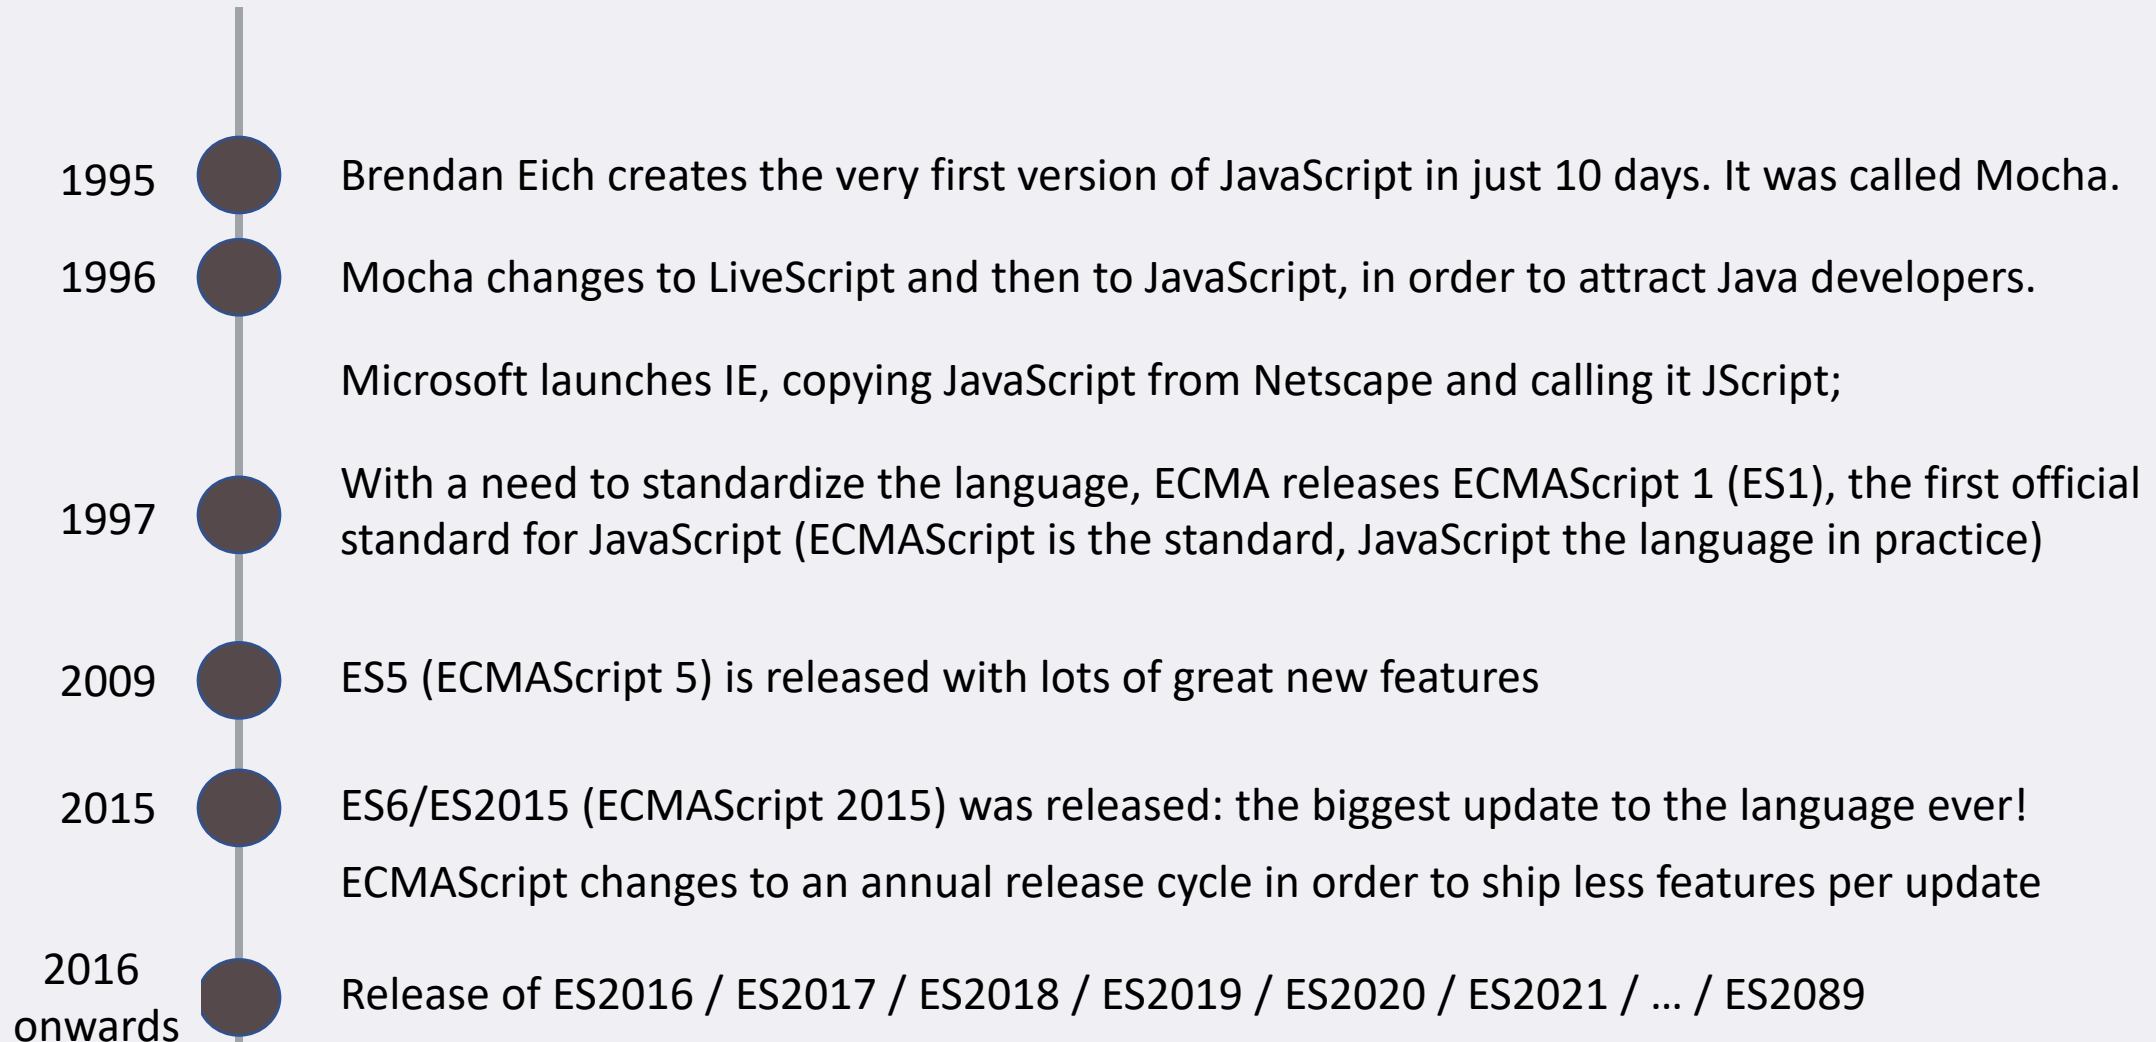 1995
Brendan Eich creates the very first version of JavaScript in just 10 days. It was called Mocha.
1996
Mocha changes to LiveScript and then to JavaScript, in order to attract Java developers.
Microsoft launches IE, copying JavaScript from Netscape and calling it JScript;
1997
With a need to standardize the language, ECMA releases ECMAScript 1 (ES1), the first official
standard for JavaScript (ECMAScript is the standard, JavaScript the language in practice)
2009
ES5 (ECMAScript 5) is released with lots of great new features
2015
ES6/ES2015 (ECMAScript 2015) was released: the biggest update to the language ever!
ECMAScript changes to an annual release cycle in order to ship less features per update
2016
onwards
Release of ES2016 / ES2017 / ES2018 / ES2019 / ES2020 / ES2021 / … / ES2089